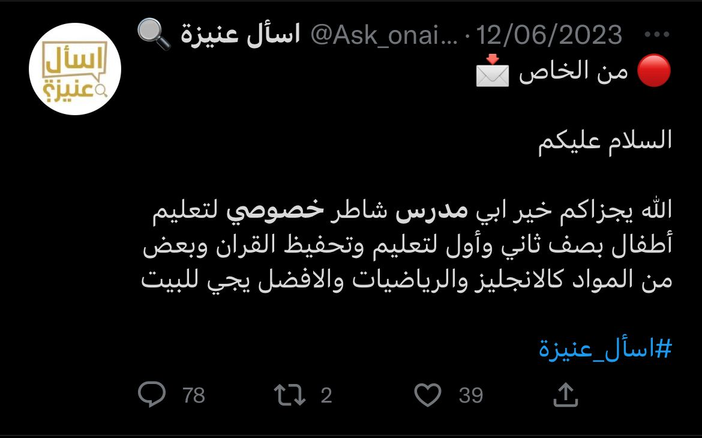 اسأل عنيزة @Ask_onai... · 12/06/2023
اسأل
عنيزة؟
من الخاص
السلام عليكم
الله يجزاكم خير ابي مدرس شاطر خصوصي لتعليم
أطفال بصف ثاني وأول لتعليم وتحفيظ القران وبعض
من المواد كالانجليز والرياضيات والافضل يجي للبيت
#اسأل_عنيزة
78 2 39